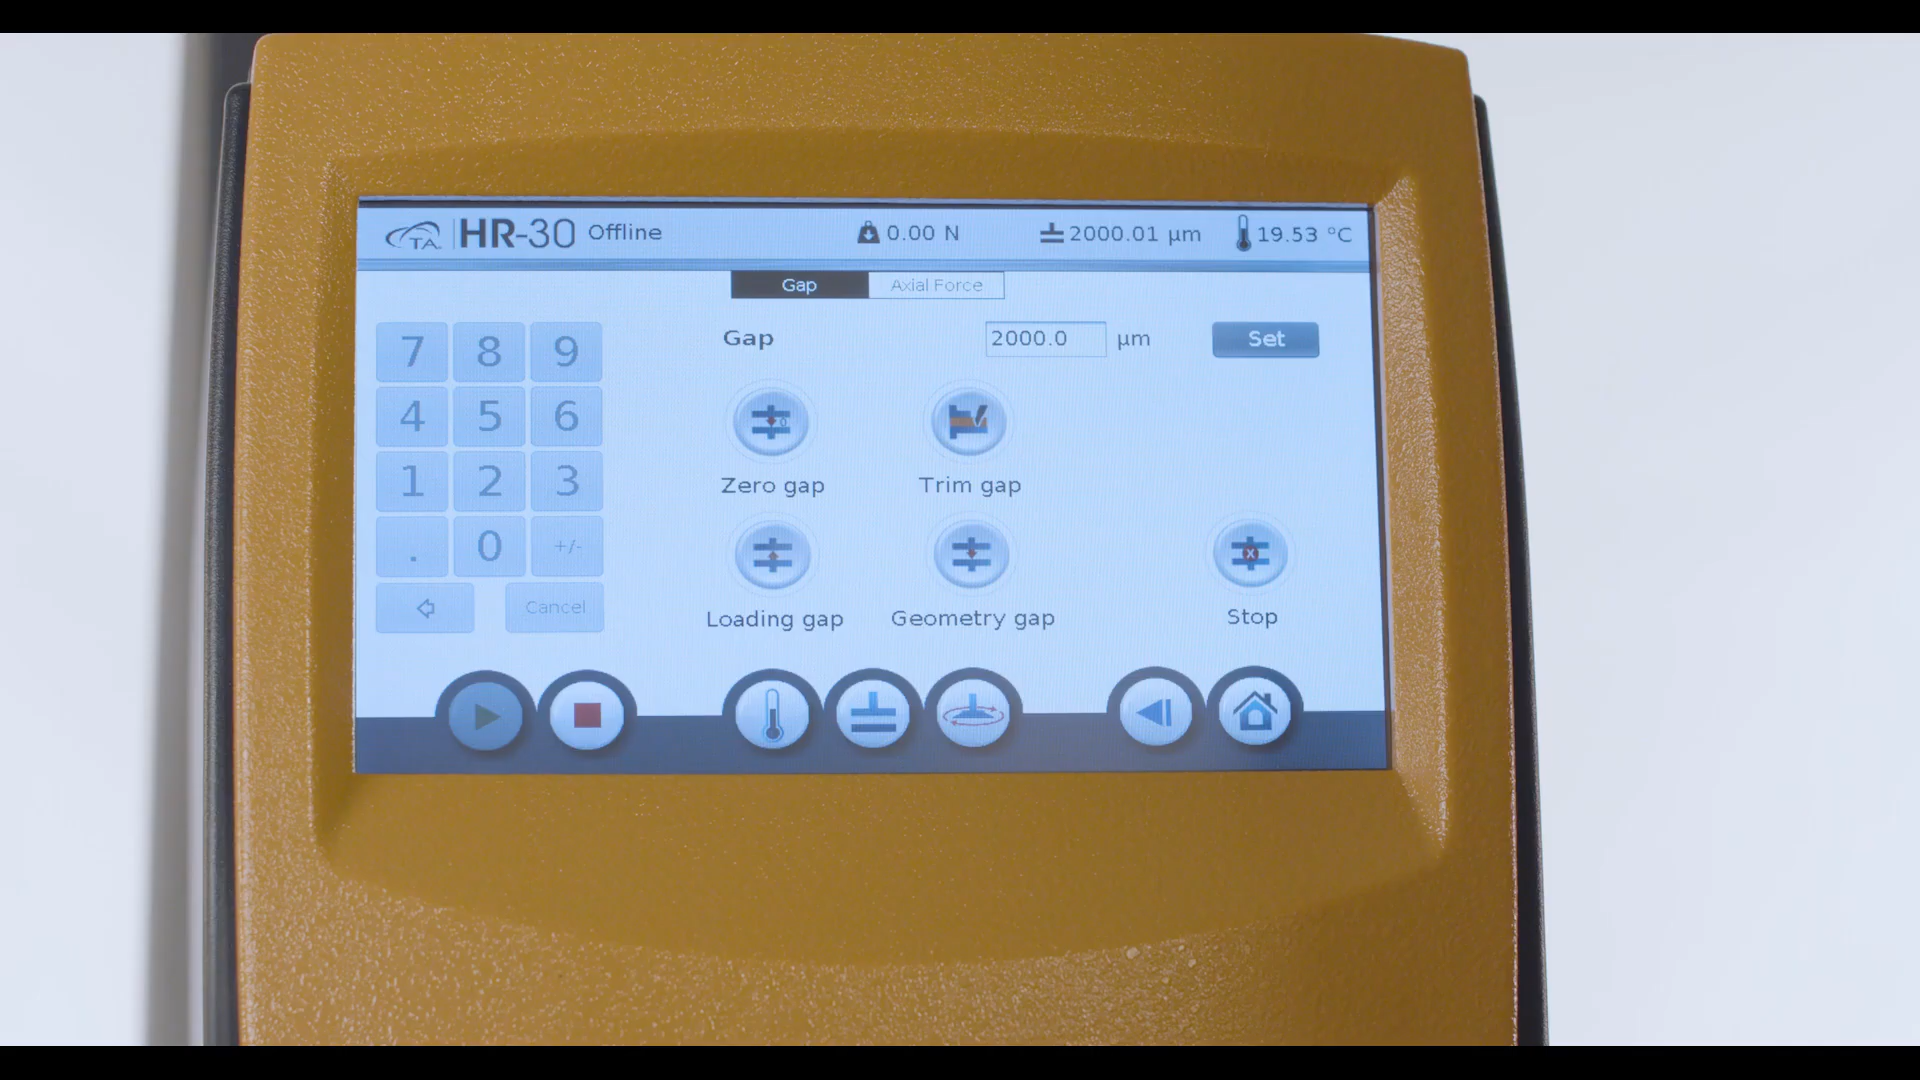 TA HR-30 Offline 0.00 N 2000.01 µm 19.53 °C
Gap Axial Force
7 8 9
Gap 2000.0 µm Set
4 5 6
Zero gap Trim gap
1 2 3
. 0 +/-
Loading gap Geometry gap Stop
Cancel